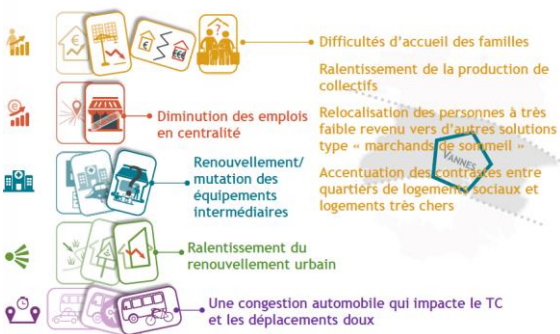 Difficultés d'accueil des familles
Ralentissement de la production de
collectifs
Relocalisation des personnes à très
faible revenu vers d'autres solutions
type « marchands de sommeil »
Accentuation des contrastes entre
quartiers de logements sociaux et
logements très chers
VANNES
€
?
€
€€€
Diminution des emplois
en centralité
Renouvellement/
mutation des
équipements
intermédiaires
?
Ralentissement du
renouvellement urbain
Une congestion automobile qui impacte le TC
et les déplacements doux